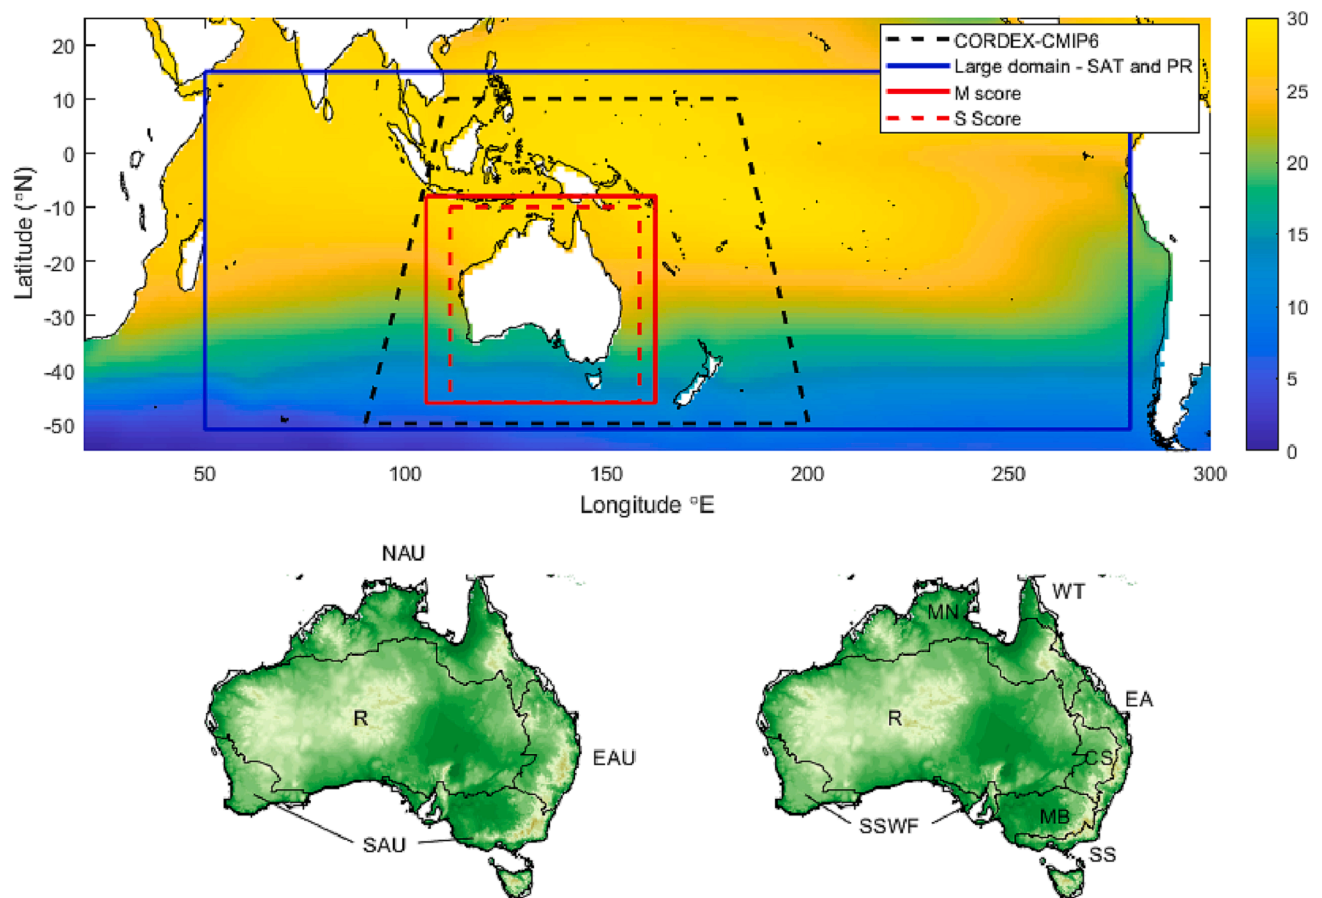 CORDEX-CMIP6
Large domain - SAT and PR
M score
S Score
20
10
0
-10
-20
-30
-40
-50
Latitude (°N)
50
100
150
200
250
300
Longitude °E
30
25
20
15
10
5
0
NAU
R
EAU
SAU
WT
MN
EA
R
CS
MB
SSWF
SS